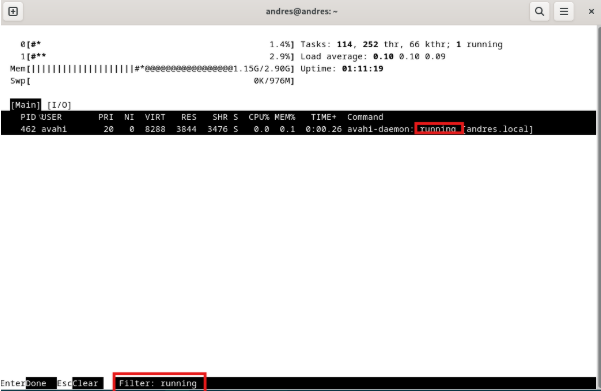 andres@andres: ~
0[#* 1.4%] Tasks: 114, 252 thr, 66 kthr; 1 running
1[#** 2.9%] Load average: 0.10 0.10 0.09
Mem[||||||||||||||||||||#*@@@@@@@@@@@@@@@@@1.15G/2.90G] Uptime: 01:11:19
Swp[ 0K/976M]
[Main] [I/O]
PID USER PRI NI VIRT RES SHR S CPU% MEM% TIME+ Command
462 avahi 20 0 8288 3844 3476 S 0.0 0.1 0:00.26 avahi-daemon: running [andres.local]
EnterDone EscClear Filter: running